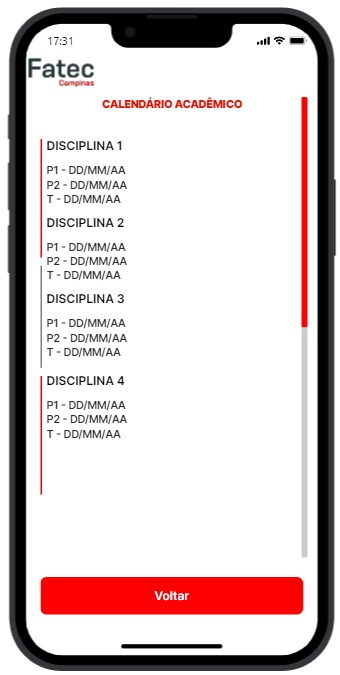 17:31
Fatec
Campinas
CALENDÁRIO ACADÊMICO
DISCIPLINA 1
P1 - DD/MM/AA
P2 - DD/MM/AA
T - DD/MM/AA
DISCIPLINA 2
P1 - DD/MM/AA
P2 - DD/MM/AA
T - DD/MM/AA
DISCIPLINA 3
P1 - DD/MM/AA
P2 - DD/MM/AA
T - DD/MM/AA
DISCIPLINA 4
P1 - DD/MM/AA
P2 - DD/MM/AA
T - DD/MM/AA
Voltar